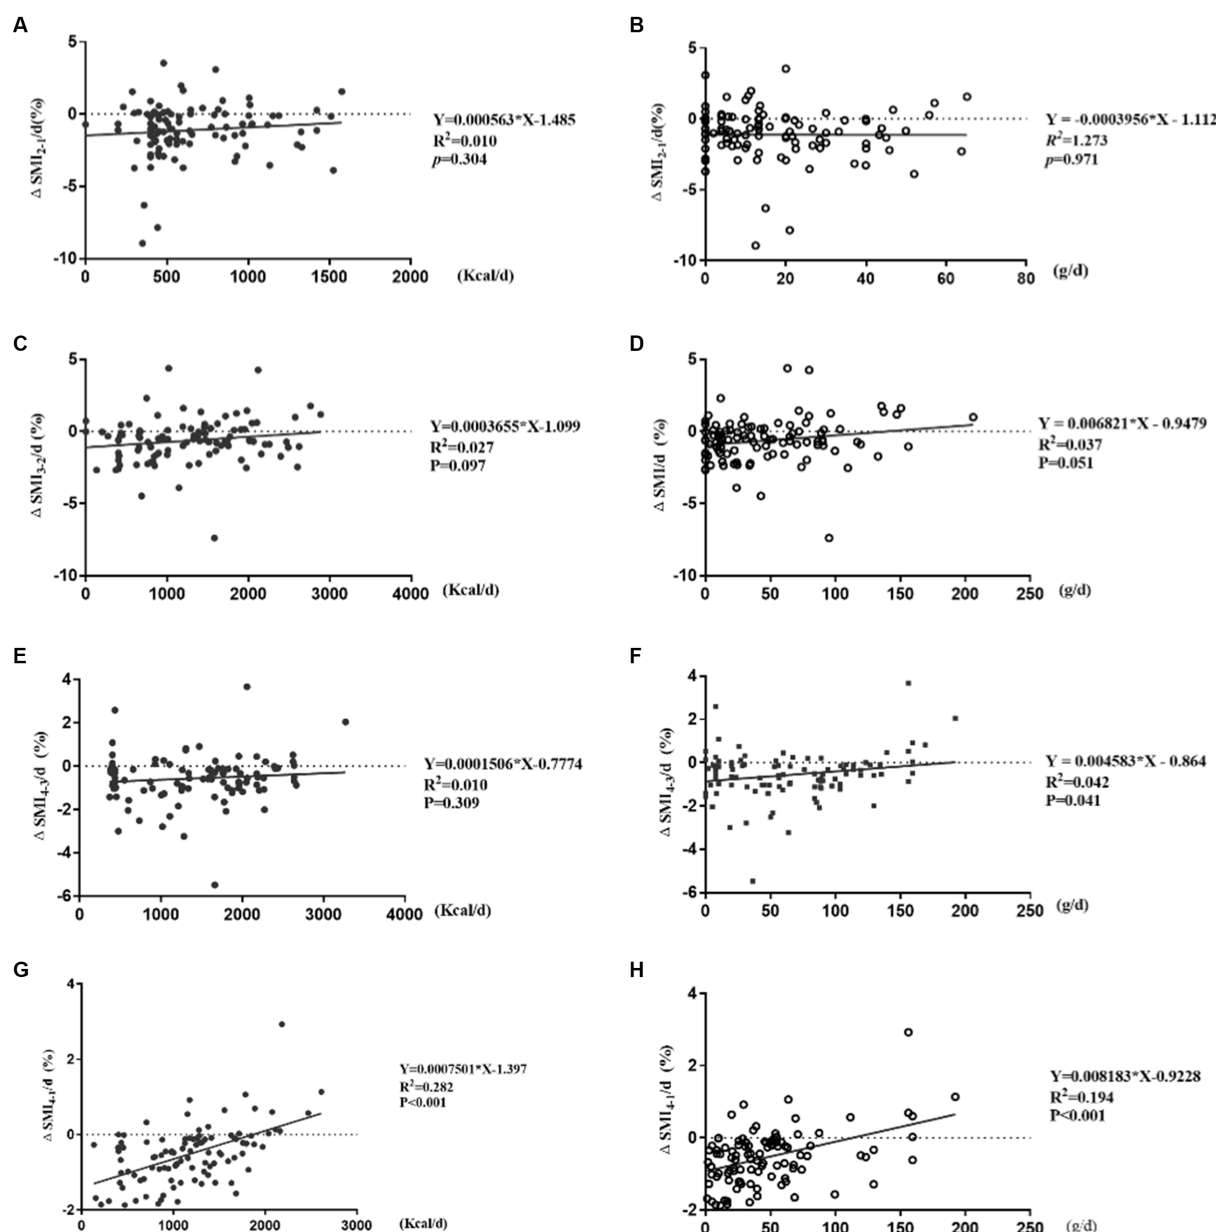 A
5
0
-5
-10
0
500
1000
1500
2000
(Kcal/d)
Δ SMI2-1/d(%)
Y=0.000563*X-1.485
R2=0.010
p=0.304
B
5
0
-5
-10
0
20
40
60
80
(g/d)
Δ SMI2-1/d(%)
Y = -0.0003956*X - 1.112
R2=1.273
p=0.971
C
5
0
-5
-10
0
1000
2000
3000
4000
(Kcal/d)
Δ SMI3-2/d (%)
Y=0.0003655*X-1.099
R2=0.027
P=0.097
D
5
0
-5
-10
0
50
100
150
200
250
(g/d)
Δ SMI/d (%)
Y = 0.006821*X - 0.9479
R2=0.037
P=0.051
E
4
2
0
-2
-4
-6
0
1000
2000
3000
4000
(Kcal/d)
Δ SMI4-3/d (%)
Y=0.0001506*X-0.7774
R2=0.010
P=0.309
F
4
2
0
-2
-4
-6
0
50
100
150
200
250
(g/d)
Δ SMI4-3/d (%)
Y = 0.004583*X - 0.864
R2=0.042
P=0.041
G
4
2
0
-2
0
1000
2000
3000
(Kcal/d)
Δ SMI4-1/d (%)
Y=0.0007501*X-1.397
R2=0.282
P<0.001
H
4
2
0
-2
0
50
100
150
200
250
(g/d)
Δ SMI4-1/d (%)
Y=0.008183*X-0.9228
R2=0.194
P<0.001